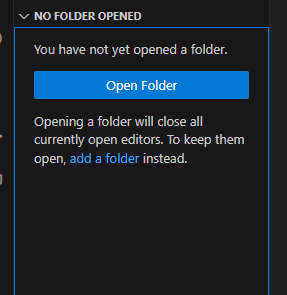 NO FOLDER OPENED
You have not yet opened a folder.
Open Folder
Opening a folder will close all
currently open editors. To keep them
open, add a folder instead.